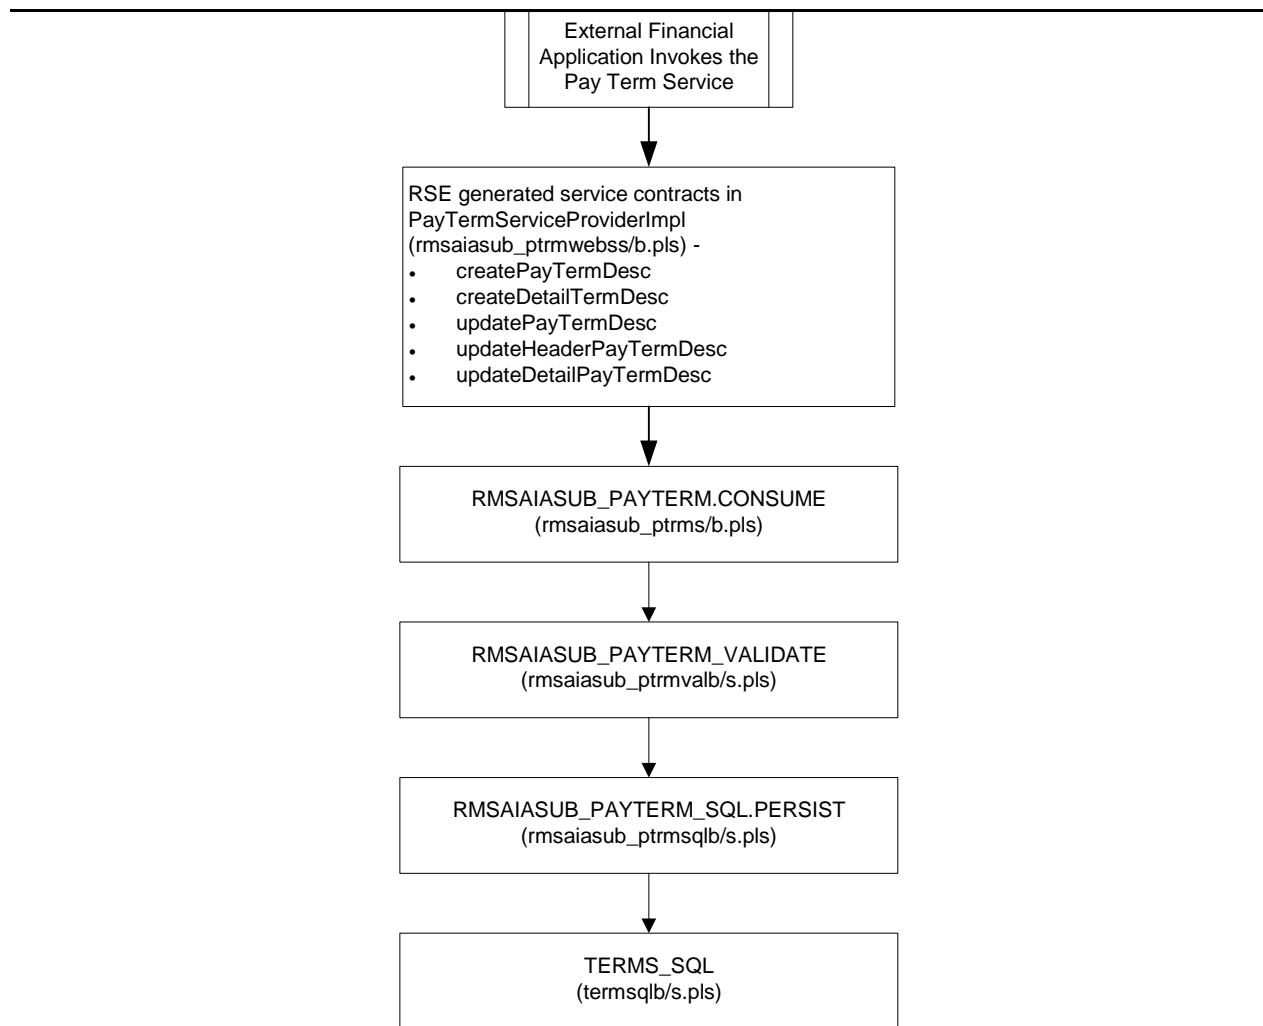 External Financial
Application Invokes the
Pay Term Service
RSE generated service contracts in
PayTermServiceProviderImpl
(rmsaiasub_ptrmwebss/b.pls) -
• createPayTermDesc
• createDetailTermDesc
• updatePayTermDesc
• updateHeaderPayTermDesc
• updateDetailPayTermDesc
RMSAIASUB_PAYTERM.CONSUME
(rmsaiasub_ptrms/b.pls)
RMSAIASUB_PAYTERM_VALIDATE
(rmsaiasub_ptrmvalb/s.pls)
RMSAIASUB_PAYTERM_SQL.PERSIST
(rmsaiasub_ptrmsqlb/s.pls)
TERMS_SQL
(termsqlb/s.pls)